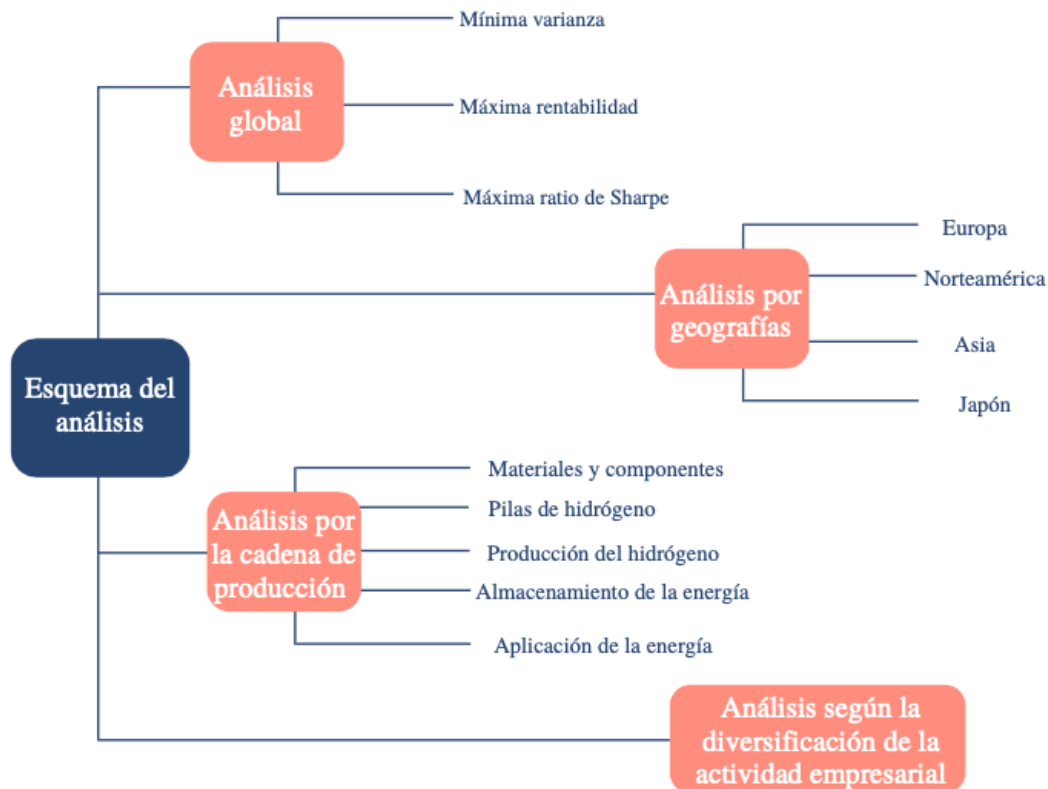 Mínima varianza
Análisis
global
Máxima rentabilidad
Máxima ratio de Sharpe
Europa
Análisis por
geografías
Norteamérica
Asia
Japón
Esquema del
análisis
Materiales y componentes
Análisis por
la cadena de
producción
Pilas de hidrógeno
Producción del hidrógeno
Almacenamiento de la energía
Aplicación de la energía
Análisis según la
diversificación de la
actividad empresarial